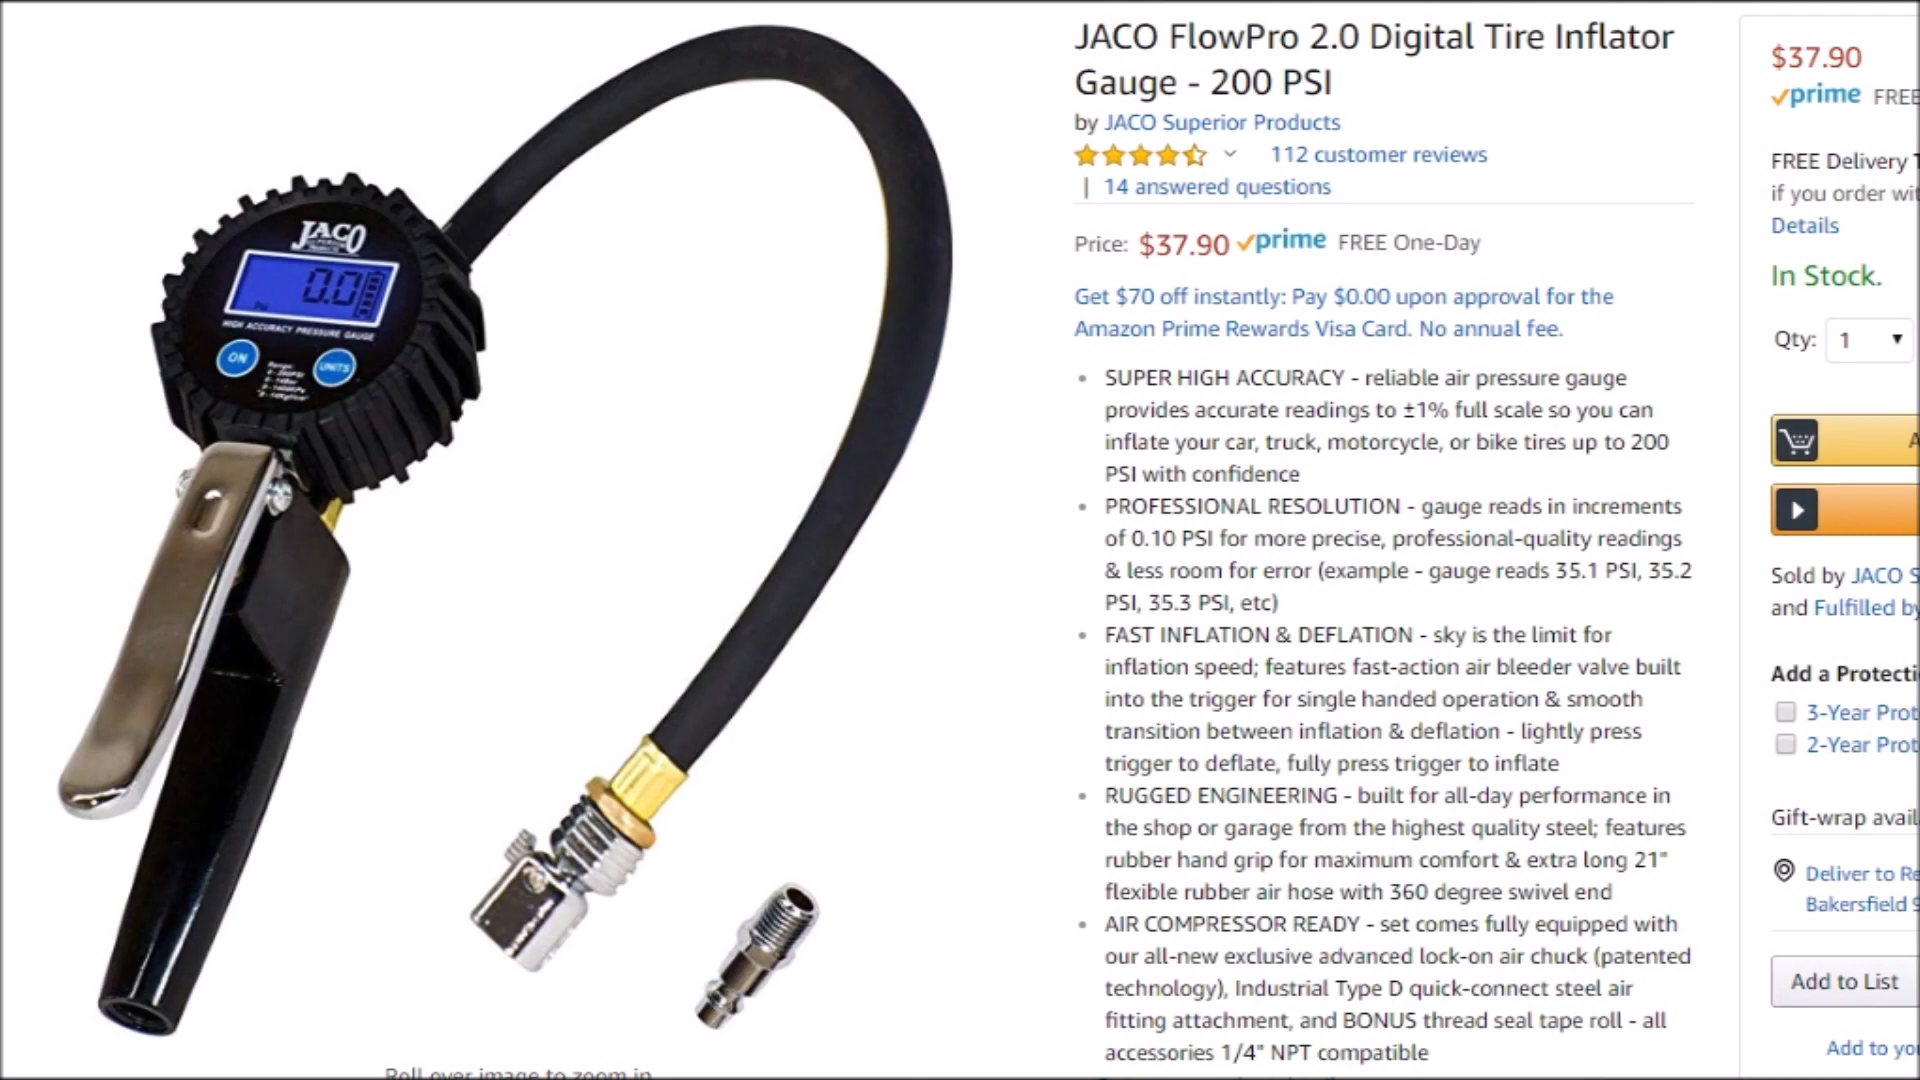 JACO FlowPro 2.0 Digital Tire Inflator
Gauge - 200 PSI
by JACO Superior Products
112 customer reviews
| 14 answered questions
Price: $37.90 prime FREE One-Day
Get $70 off instantly: Pay $0.00 upon approval for the
Amazon Prime Rewards Visa Card. No annual fee.
• SUPER HIGH ACCURACY - reliable air pressure gauge
provides accurate readings to ±1% full scale so you can
inflate your car, truck, motorcycle, or bike tires up to 200
PSI with confidence
• PROFESSIONAL RESOLUTION - gauge reads in increments
of 0.10 PSI for more precise, professional-quality readings
& less room for error (example - gauge reads 35.1 PSI, 35.2
PSI, 35.3 PSI, etc)
• FAST INFLATION & DEFLATION - sky is the limit for
inflation speed; features fast-action air bleeder valve built
into the trigger for single handed operation & smooth
transition between inflation & deflation - lightly press
trigger to deflate, fully press trigger to inflate
• RUGGED ENGINEERING - built for all-day performance in
the shop or garage from the highest quality steel; features
rubber hand grip for maximum comfort & extra long 21"
flexible rubber air hose with 360 degree swivel end
• AIR COMPRESSOR READY - set comes fully equipped with
our all-new exclusive advanced lock-on air chuck (patented
technology), Industrial Type D quick-connect steel air
fitting attachment, and BONUS thread seal tape roll - all
accessories 1/4" NPT compatible
$37.90
prime FREE
FREE Delivery T
if you order wit
Details
In Stock.
Qty: 1
A
Sold by JACO S
and Fulfilled by
Add a Protecti
3-Year Prot
2-Year Prot
Gift-wrap avail
Deliver to Re
Bakersfield 9
Add to List
Add to yo
JACO
SUPERIOR
PRODUCTS
0.0
Psi
HIGH ACCURACY PRESSURE GAUGE
ON
UNITS
Roll over image to zoom in